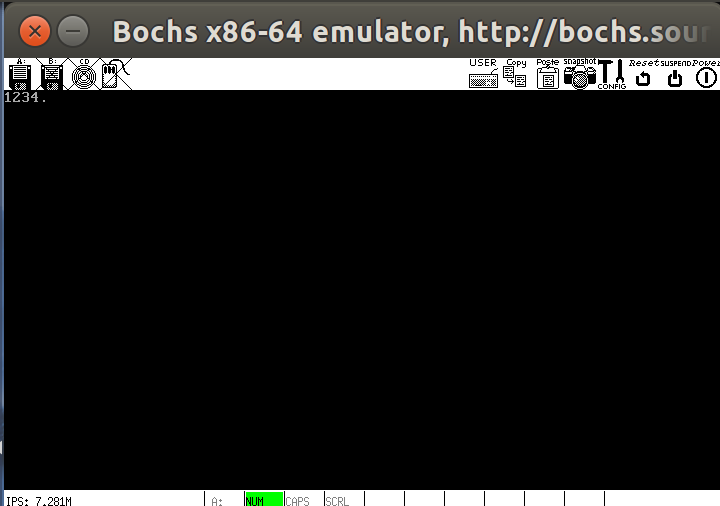 Bochs x86-64 emulator, http://bochs.sour
A: B: CD USER Copy Paste snapshot CONFIG Reset SUSPEND Power
1234.
IPS: 7.281M A: NUM CAPS SCRL